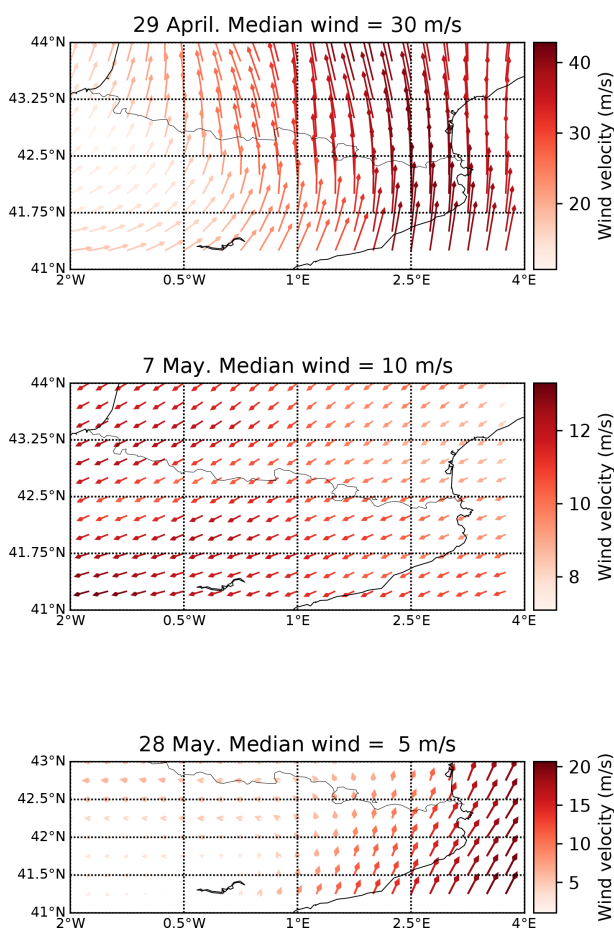 29 April. Median wind = 30 m/s
44°N
43.25°N
42.5°N
41.75°N
41°N
2°W 0.5°W 1°E 2.5°E 4°E
40
30
20
Wind velocity (m/s)
7 May. Median wind = 10 m/s
44°N
43.25°N
42.5°N
41.75°N
41°N
2°W 0.5°W 1°E 2.5°E 4°E
12
10
8
Wind velocity (m/s)
28 May. Median wind = 5 m/s
43°N
42.5°N
42°N
41.5°N
41°N
2°W 0.5°W 1°E 2.5°E 4°E
20
15
10
5
Wind velocity (m/s)